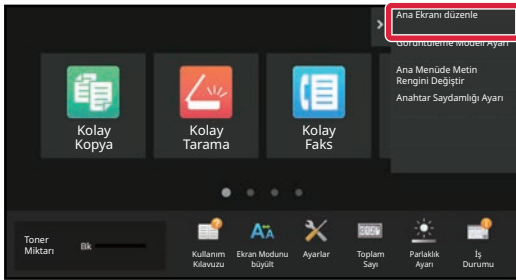 Ana Ekranı düzenle
Görüntüleme Modeli Ayarı
Ana Menüde Metin
Rengini Değiştir
Anahtar Saydamlığı Ayarı
Kolay
Kopya
Kolay
Tarama
Kolay
Faks
Toner
Miktarı
Bk
Kullanım
Kılavuzu
Ekran Modunu
büyült
Ayarlar
Toplam
Sayı
Parlaklık
Ayarı
İş
Durumu